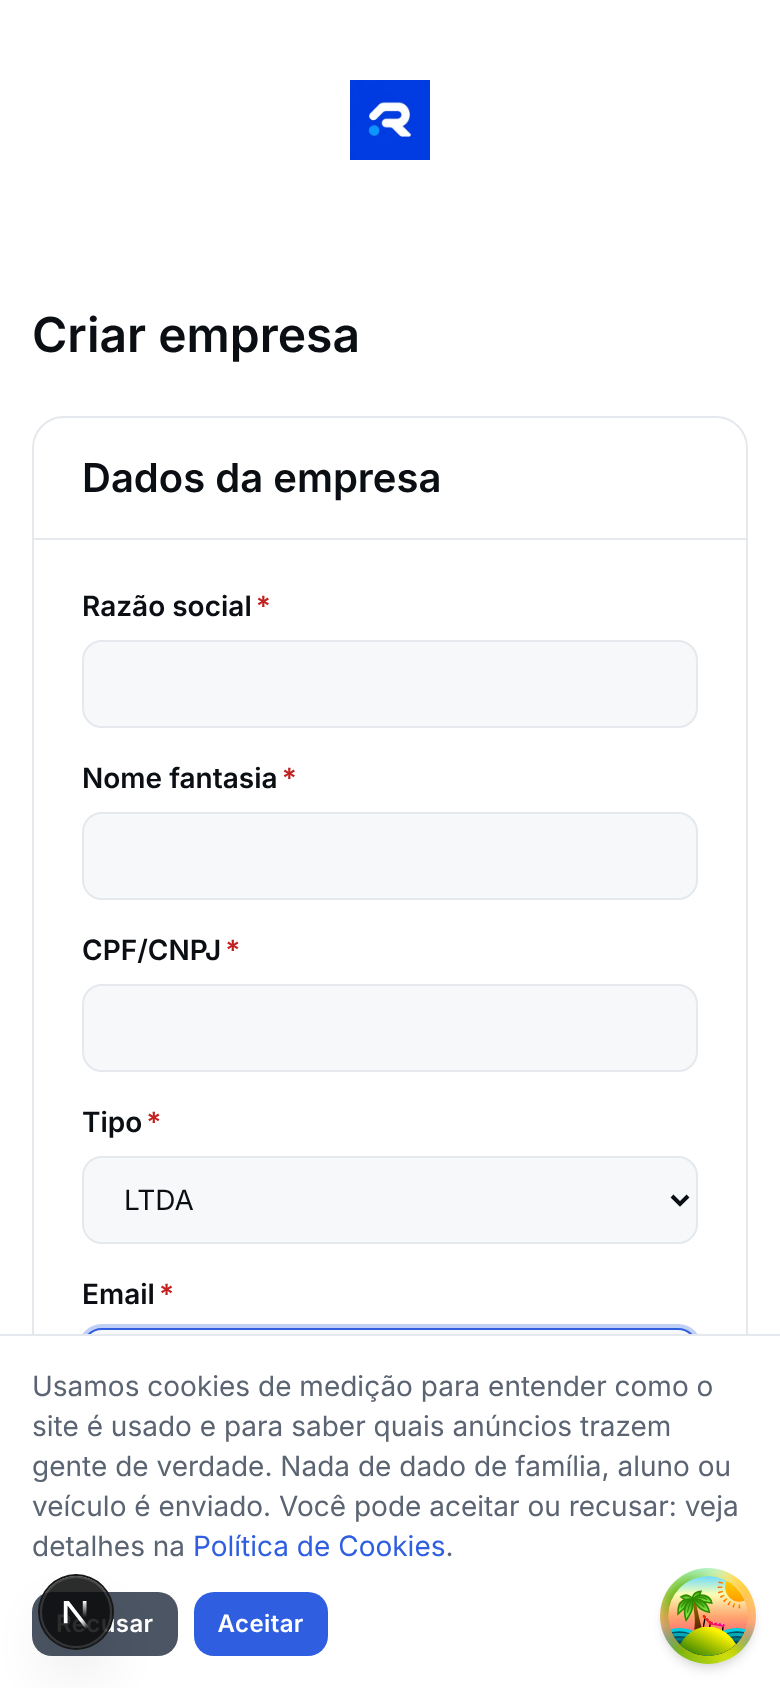 Criar empresa
Dados da empresa
Razão social *
Nome fantasia *
CPF/CNPJ *
Tipo *
LTDA
Email *
Usamos cookies de medição para entender como o
site é usado e para saber quais anúncios trazem
gente de verdade. Nada de dado de família, aluno ou
veículo é enviado. Você pode aceitar ou recusar: veja
detalhes na Política de Cookies.
Recusar
Aceitar